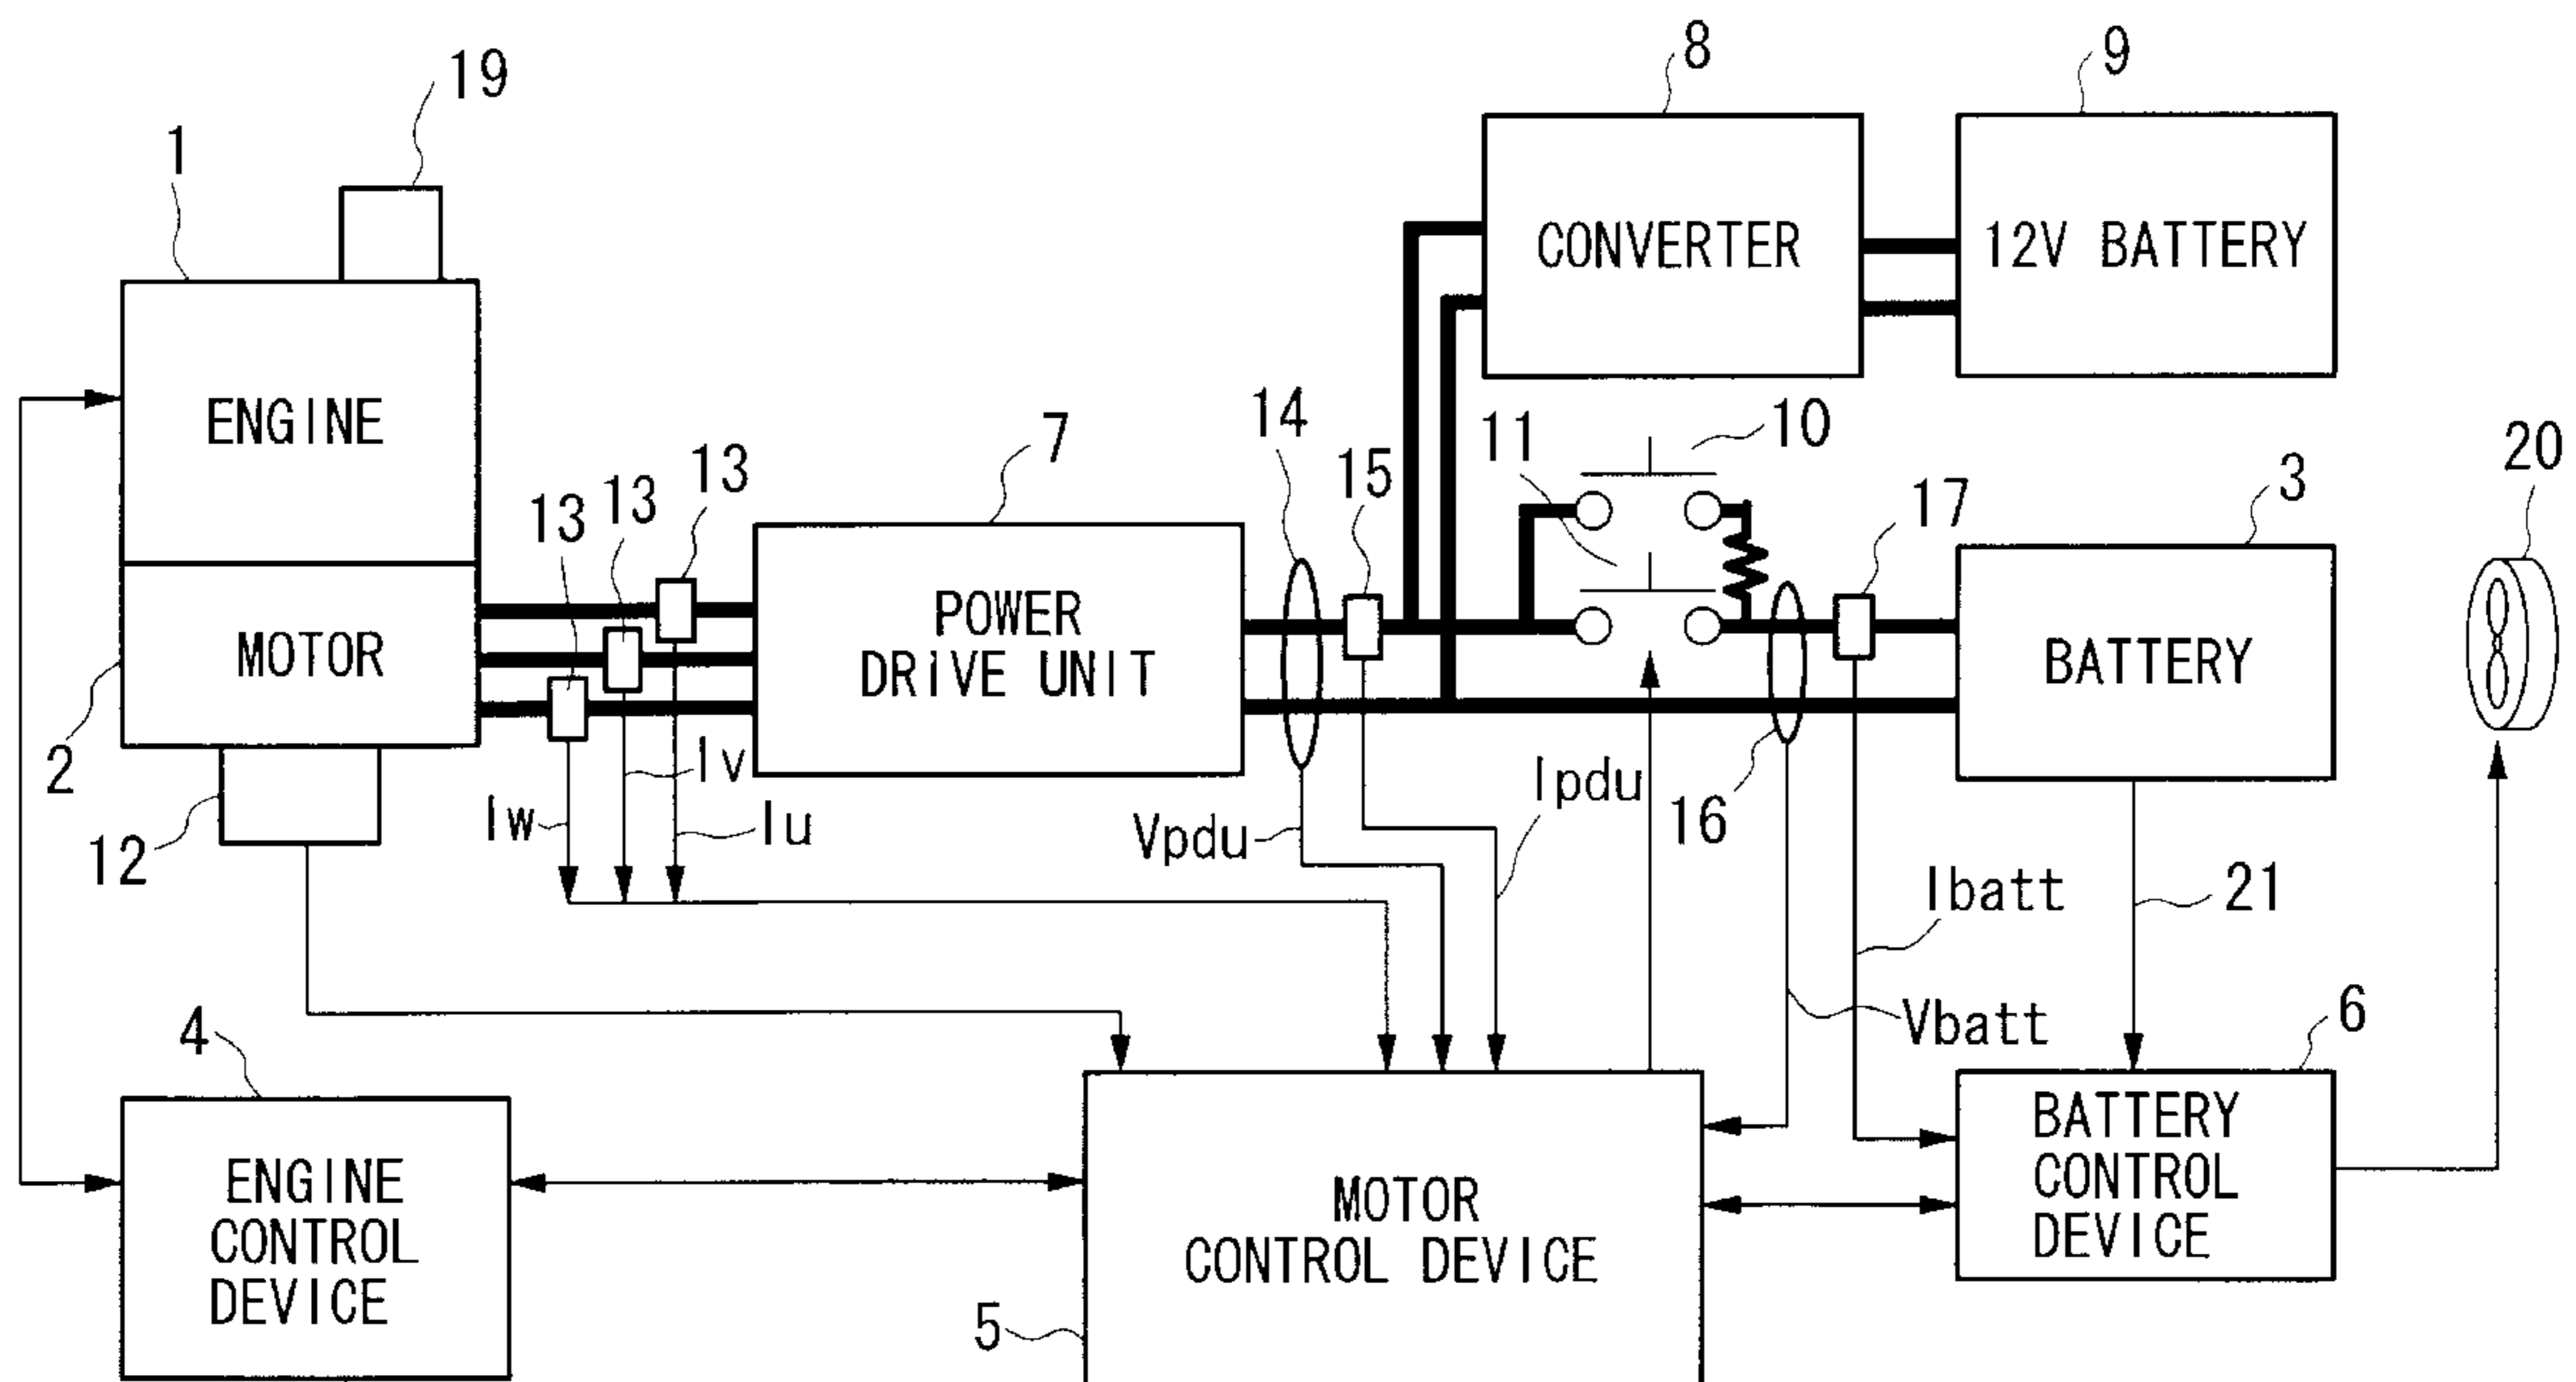 8
9
19
1
CONVERTER
12V BATTERY
ENGINE
14
11
10
20
7
13
13
13
15
17
3
POWER
DRIVE UNIT
MOTOR
BATTERY
2
12
Iw
Iv
Iu
Vpdu
Ipdu
16
Ibatt
21
Vbatt
4
6
ENGINE
CONTROL
DEVICE
MOTOR
CONTROL DEVICE
BATTERY
CONTROL
DEVICE
5